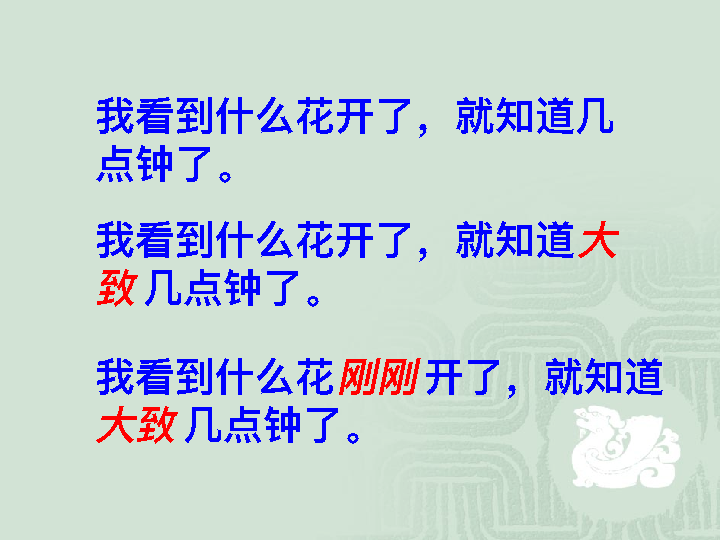 我看到什么花开了，就知道几
点钟了。
我看到什么花开了，就知道大
致几点钟了。
我看到什么花刚刚开了，就知道
大致几点钟了。